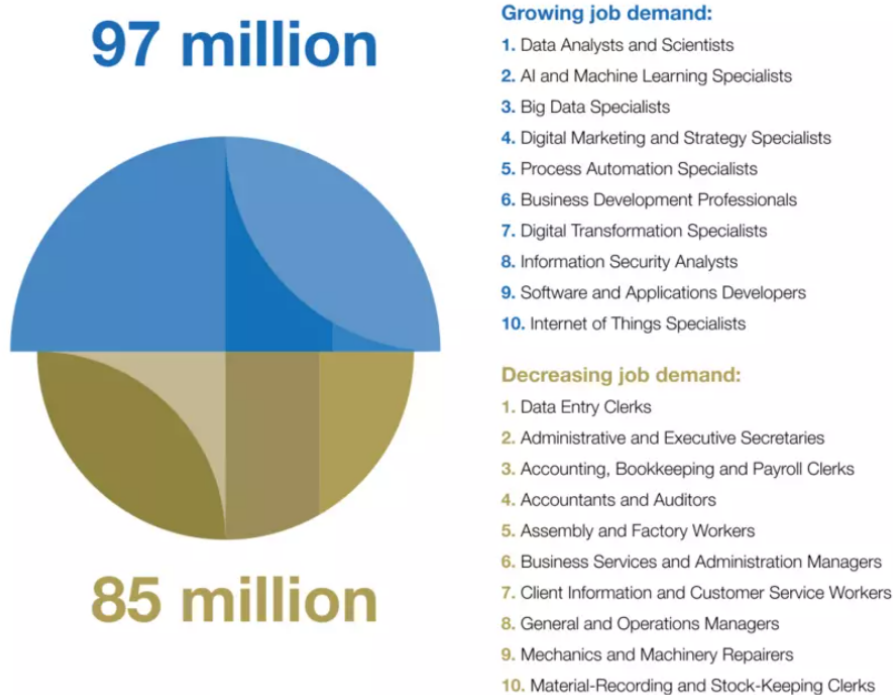 97 million
Growing job demand:
1. Data Analysts and Scientists
2. AI and Machine Learning Specialists
3. Big Data Specialists
4. Digital Marketing and Strategy Specialists
5. Process Automation Specialists
6. Business Development Professionals
7. Digital Transformation Specialists
8. Information Security Analysts
9. Software and Applications Developers
10. Internet of Things Specialists
85 million
Decreasing job demand:
1. Data Entry Clerks
2. Administrative and Executive Secretaries
3. Accounting, Bookkeeping and Payroll Clerks
4. Accountants and Auditors
5. Assembly and Factory Workers
6. Business Services and Administration Managers
7. Client Information and Customer Service Workers
8. General and Operations Managers
9. Mechanics and Machinery Repairers
10. Material-Recording and Stock-Keeping Clerks